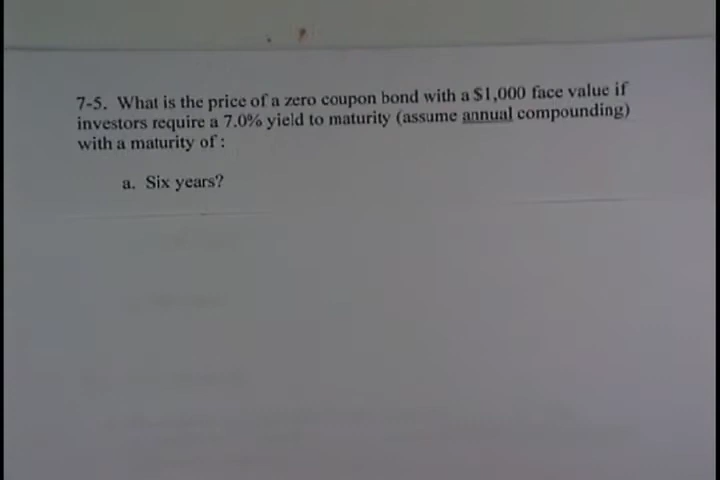 7-5. What is the price of a zero coupon bond with a $1,000 face value if
investors require a 7.0% yield to maturity (assume annual compounding)
with a maturity of :
a. Six years?